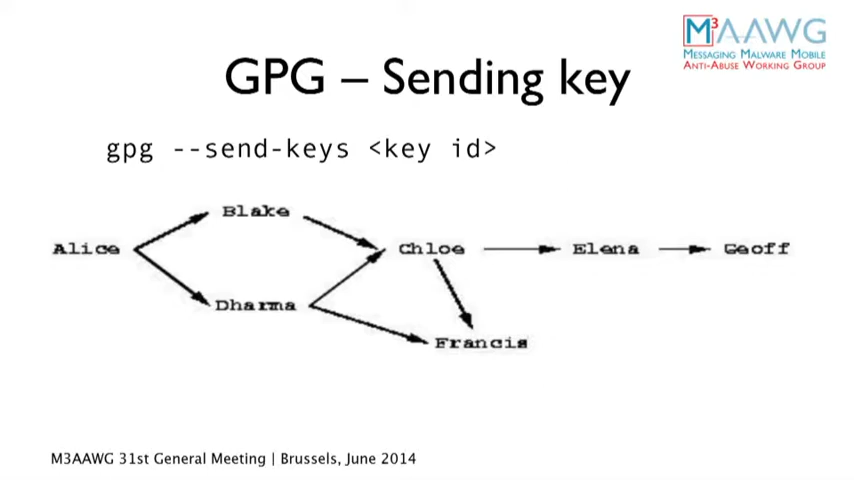 M3AAWG
MESSAGING MALWARE MOBILE
ANTI-ABUSE WORKING GROUP
GPG – Sending key
gpg --send-keys <key id>
Blake
Alice
Chloe
Elena
Geoff
Dharma
Francis
M3AAWG 31st General Meeting | Brussels, June 2014